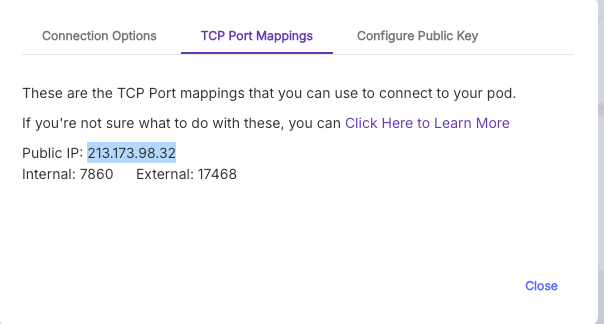 Connection Options TCP Port Mappings Configure Public Key
These are the TCP Port mappings that you can use to connect to your pod.
If you're not sure what to do with these, you can Click Here to Learn More
Public IP: 213.173.98.32
Internal: 7860 External: 17468
Close